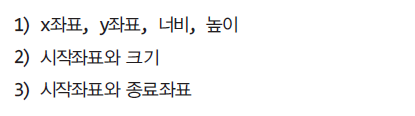 1) x좌표, y좌표, 너비, 높이
2) 시작좌표와 크기
3) 시작좌표와 종료좌표